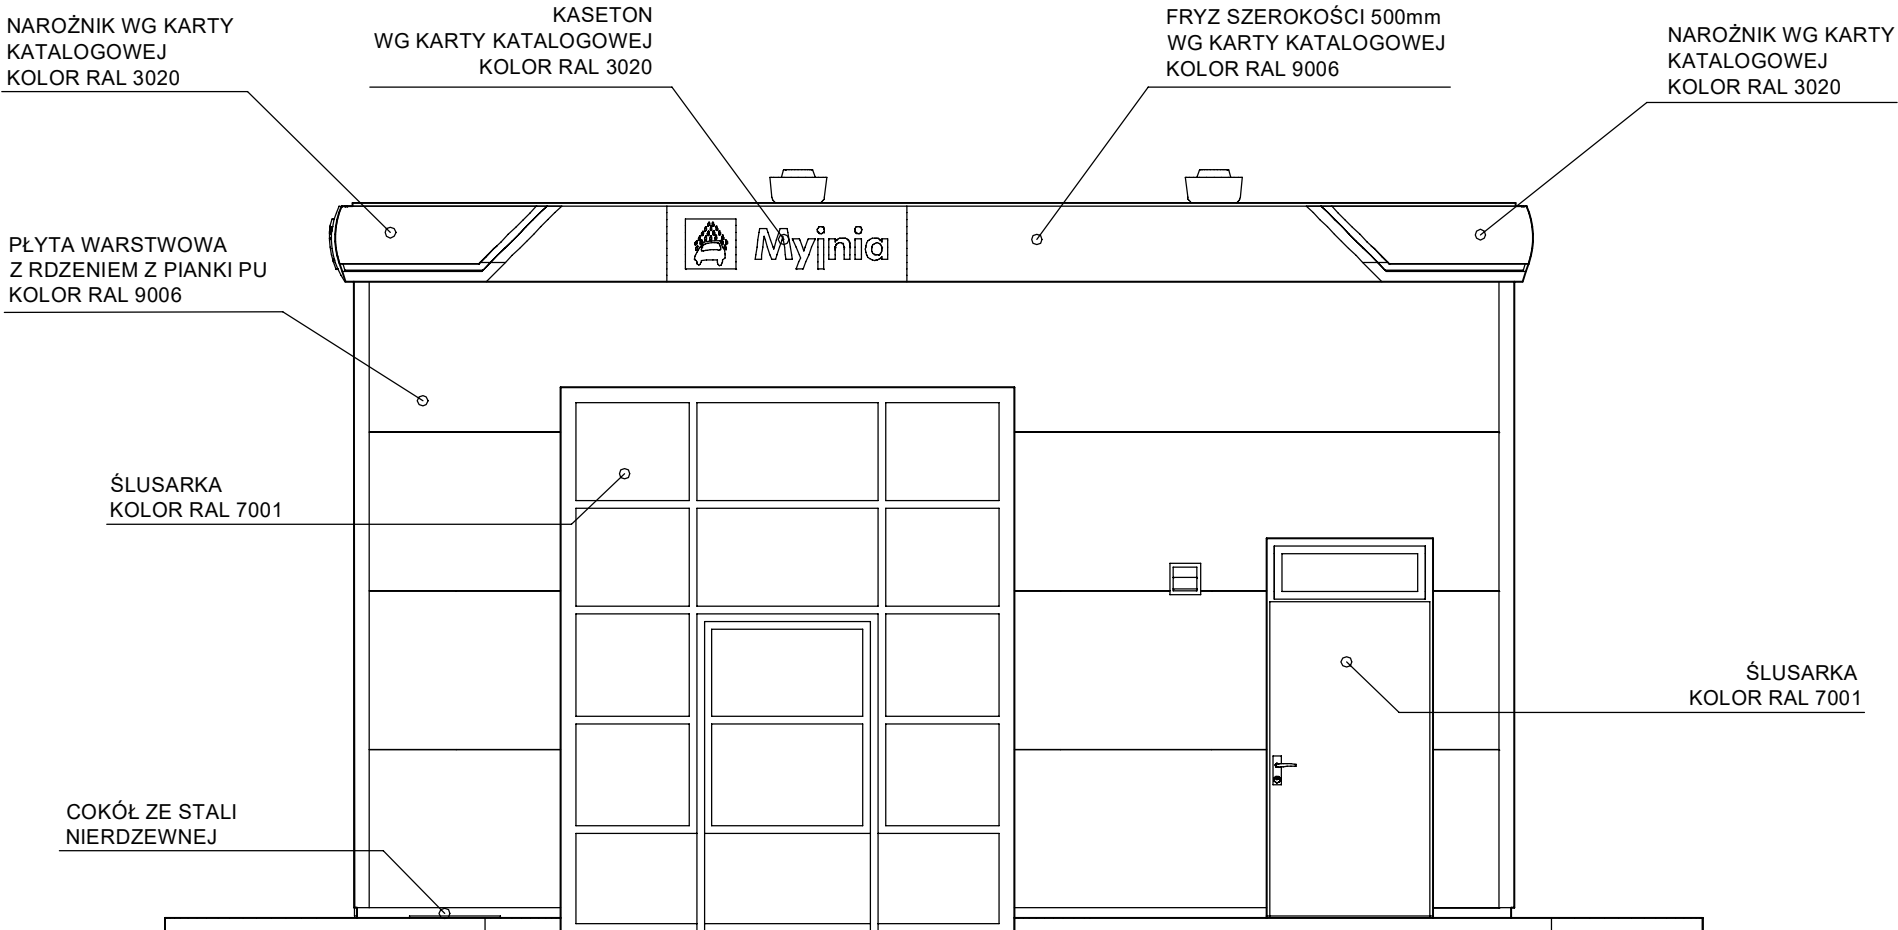 NAROŻNIK WG KARTY
KATALOGOWEJ
KOLOR RAL 3020
KASETON
WG KARTY KATALOGOWEJ
KOLOR RAL 3020
FRYZ SZEROKOŚCI 500mm
WG KARTY KATALOGOWEJ
KOLOR RAL 9006
NAROŻNIK WG KARTY
KATALOGOWEJ
KOLOR RAL 3020
PŁYTA WARSTWOWA
Z RDZENIEM Z PIANKI PU
KOLOR RAL 9006
Myjnia
ŚLUSARKA
KOLOR RAL 7001
ŚLUSARKA
KOLOR RAL 7001
COKÓŁ ZE STALI
NIERDZEWNEJ